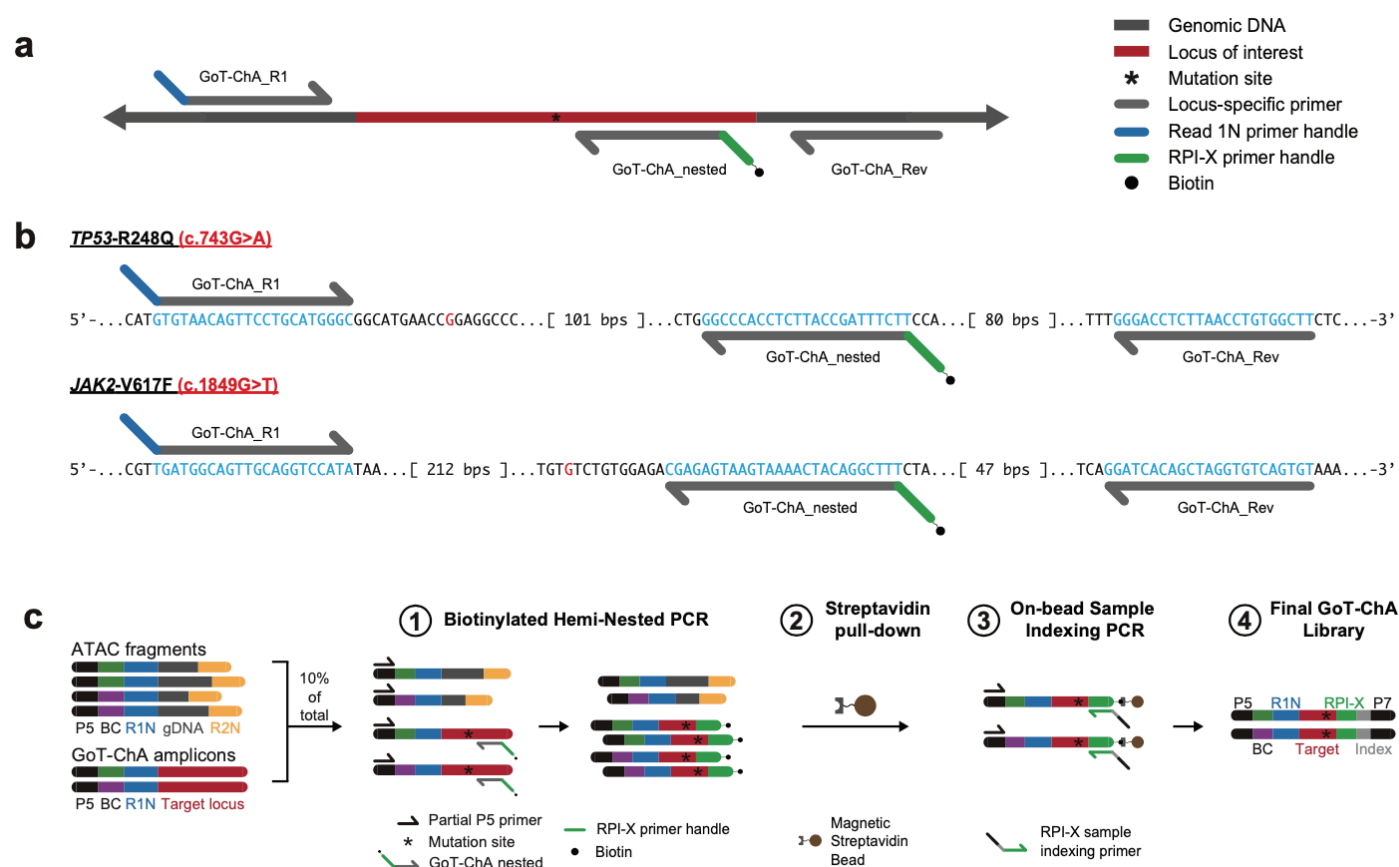 a
GoT-ChA_R1
GoT-ChA_nested
GoT-ChA_Rev
Genomic DNA
Locus of interest
* Mutation site
Locus-specific primer
Read 1N primer handle
RPI-X primer handle
Biotin
b
TP53-R248Q (c.743G>A)
GoT-ChA_R1
5’-...CATGTGTAACAGTTCCTGCATGGGCGGCATGAACCGGAGGCCC...[ 101 bps ]...CTGGGCCCACCTCTTACCGATTTCTTCCA...[ 80 bps ]...TTTGGGACCTCTTAACCTGTGGCTTCTC...-3’
GoT-ChA_nested
GoT-ChA_Rev
JAK2-V617F (c.1849G>T)
GoT-ChA_R1
5’-...CGTTGATGGCAGTTGCAGGTCCATATAA...[ 212 bps ]...TGTGTCTGTGGAGACGAGAGTAAGTAAAACTACAGGCTTTCTA...[ 47 bps ]...TCAGGATCACAGCTAGGTGTCAGTGTAAA...-3’
GoT-ChA_nested
GoT-ChA_Rev
c
ATAC fragments
P5 BC R1N gDNA R2N
GoT-ChA amplicons
P5 BC R1N Target locus
10%
of
total
1 Biotinylated Hemi-Nested PCR
Partial P5 primer
* Mutation site
GoT-ChA nested
RPI-X primer handle
Biotin
2 Streptavidin
pull-down
Magnetic
Streptavidin
Bead
3 On-bead Sample
Indexing PCR
RPI-X sample
indexing primer
4 Final GoT-ChA
Library
P5 R1N RPI-X P7
BC Target Index